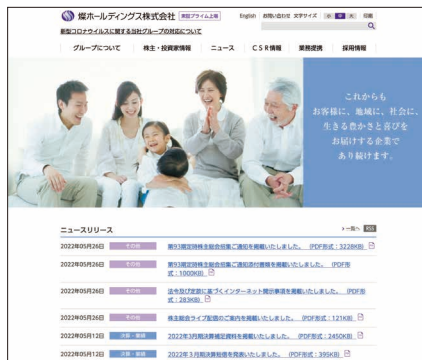 燦ホールディングス株式会社 東証プライム上場 English お問い合わせ 文字サイズ 小 中 大 印刷
新型コロナウイルスに関する当社グループの対応について
グループについて 株主・投資家情報 ニュース CSR情報 業務提携 採用情報
これからも
お客様に、地域に、社会に、
生きる豊かさと喜びを
お届けする企業で
あり続けます。
ニュースリリース > 一覧へ RSS
2022年05月26日 その他 第93期定時株主総会招集ご通知を掲載いたしました。 (PDF形式:3228KB)
2022年05月26日 その他 第93期定時株主総会招集ご通知添付書類を掲載いたしました。 (PDF形
式:1000KB)
2022年05月26日 その他 法令及び定款に基づくインターネット開示事項を掲載いたしました。 (PDF形
式:283KB)
2022年05月26日 その他 株主総会ライブ配信のご案内を掲載いたしました。 (PDF形式:121KB)
2022年05月12日 決算・業績 2022年3月期決算補足資料を掲載いたしました。 (PDF形式:2450KB)
2022年05月12日 決算・業績 2022年3月期決算短信を発表いたしました。 (PDF形式:395KB)